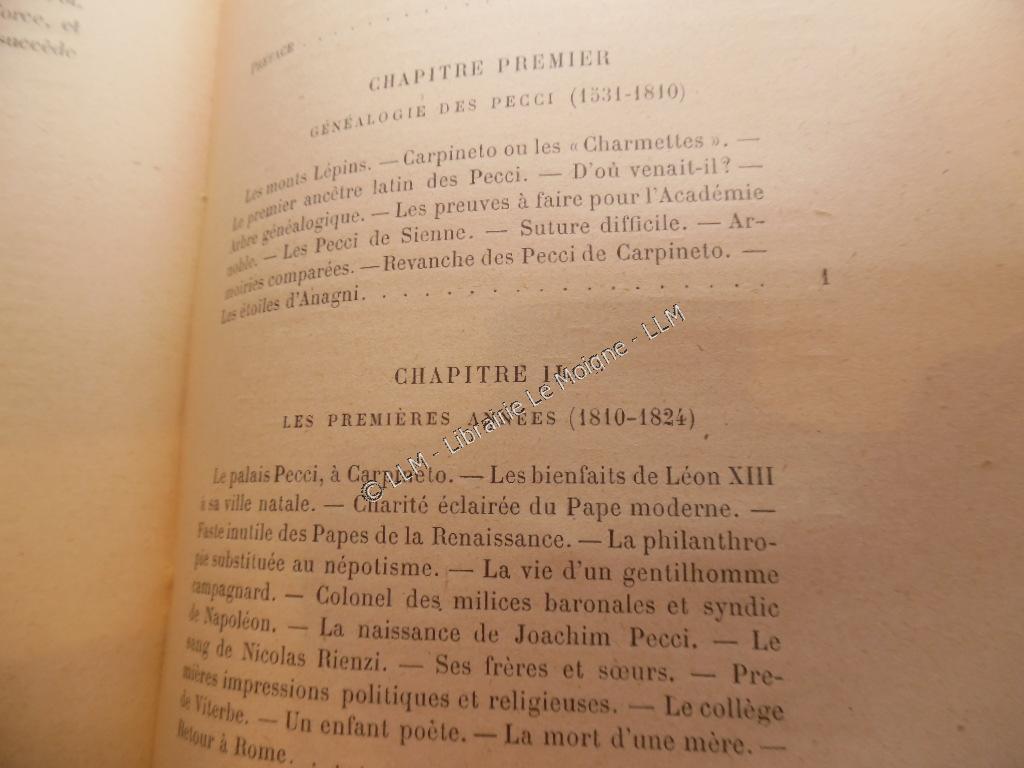 force, et
succède
PRÉFACE . . . . . . . . .
CHAPITRE PREMIER
GÉNÉALOGIE DES PECCI (1531-1810)
Les monts Lépins. — Carpineto ou les « Charmettes ». —
Le premier ancêtre latin des Pecci. — D'où venait-il? —
Arbre généalogique. — Les preuves à faire pour l'Académie
noble. — Les Pecci de Sienne. — Suture difficile. — Ar-
moiries comparées. — Revanche des Pecci de Carpineto. —
Les étoiles d'Anagni. . . . . . . . . . . . . . . . . . 1
CHAPITRE II
LES PREMIÈRES ANNÉES (1810-1824)
Le palais Pecci, à Carpineto. — Les bienfaits de Léon XIII
à sa ville natale. — Charité éclairée du Pape moderne. —
Faste inutile des Papes de la Renaissance. — La philanthro-
pie substituée au népotisme. — La vie d'un gentilhomme
campagnard. — Colonel des milices baronales et syndic
de Napoléon. — La naissance de Joachim Pecci. — Le
sang de Nicolas Rienzi. — Ses frères et sœurs. — Pre-
mières impressions politiques et religieuses. — Le collège
de Viterbe. — Un enfant poète. — La mort d'une mère. —
Retour à Rome. . . .
© LLM - Librairie Le Moigne - LLM